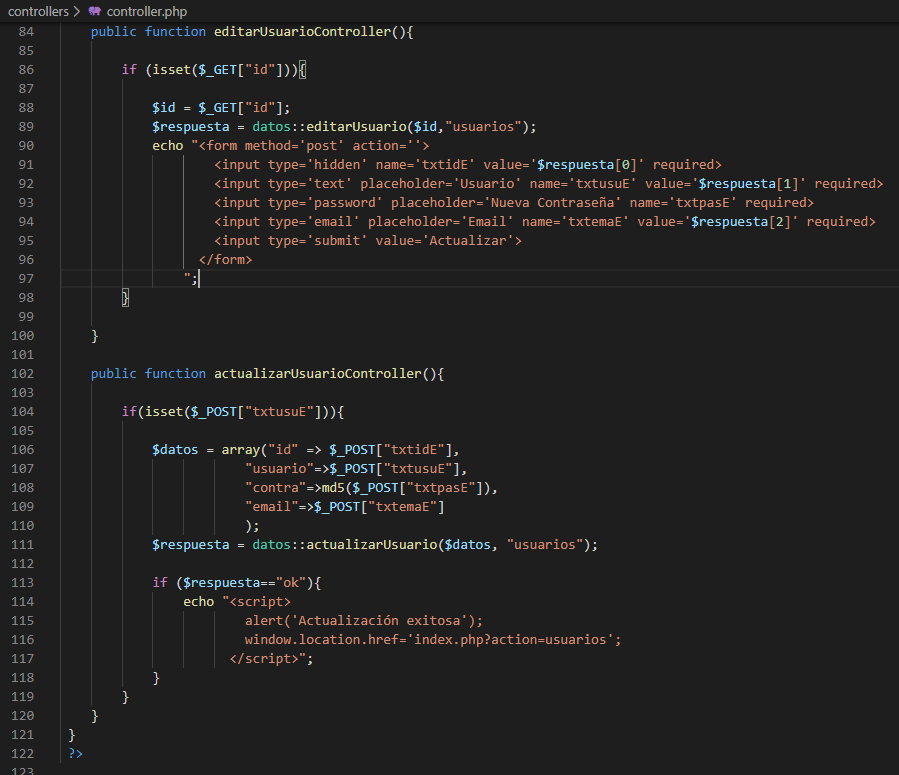 controllers > controller.php
84 public function editarUsuarioController(){
85
86 if (isset($_GET["id"])){
87
88 $id = $_GET["id"];
89 $respuesta = datos::editarUsuario($id,"usuarios");
90 echo "<form method='post' action=''>
91 <input type='hidden' name='txtidE' value='$respuesta[0]' required>
92 <input type='text' placeholder='Usuario' name='txtusuE' value='$respuesta[1]' required>
93 <input type='password' placeholder='Nueva Contraseña' name='txtpasE' required>
94 <input type='email' placeholder='Email' name='txtemaE' value='$respuesta[2]' required>
95 <input type='submit' value='Actualizar'>
96 </form>
97 ";
98 }
99
100 }
101
102 public function actualizarUsuarioController(){
103
104 if(isset($_POST["txtusuE"])){
105
106 $datos = array("id" => $_POST["txtidE"],
107 "usuario"=>$_POST["txtusuE"],
108 "contra"=>md5($_POST["txtpasE"]),
109 "email"=>$_POST["txtemaE"]
110 );
111 $respuesta = datos::actualizarUsuario($datos, "usuarios");
112
113 if ($respuesta=="ok"){
114 echo "<script>
115 alert('Actualización exitosa');
116 window.location.href='index.php?action=usuarios';
117 </script>";
118 }
119 }
120 }
121 }
122 ?>
123